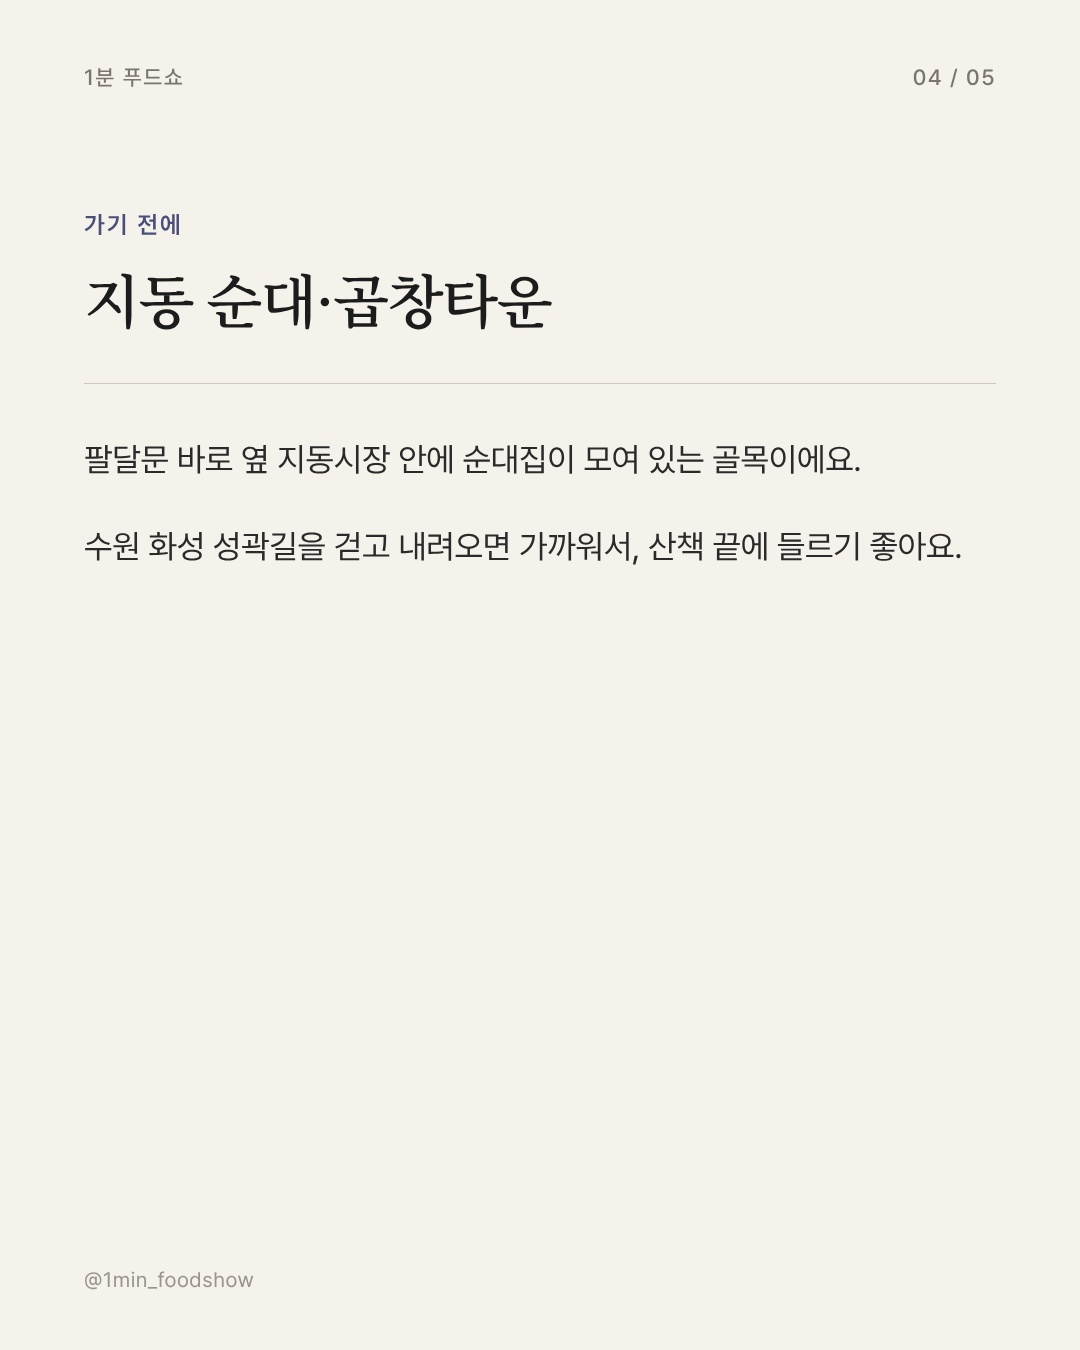 1분 푸드쇼
04 / 05
가기 전에
지동 순대·곱창타운
팔달문 바로 옆 지동시장 안에 순대집이 모여 있는 골목이에요.
수원 화성 성곽길을 걷고 내려오면 가까워서, 산책 끝에 들르기 좋아요.
@1min_foodshow